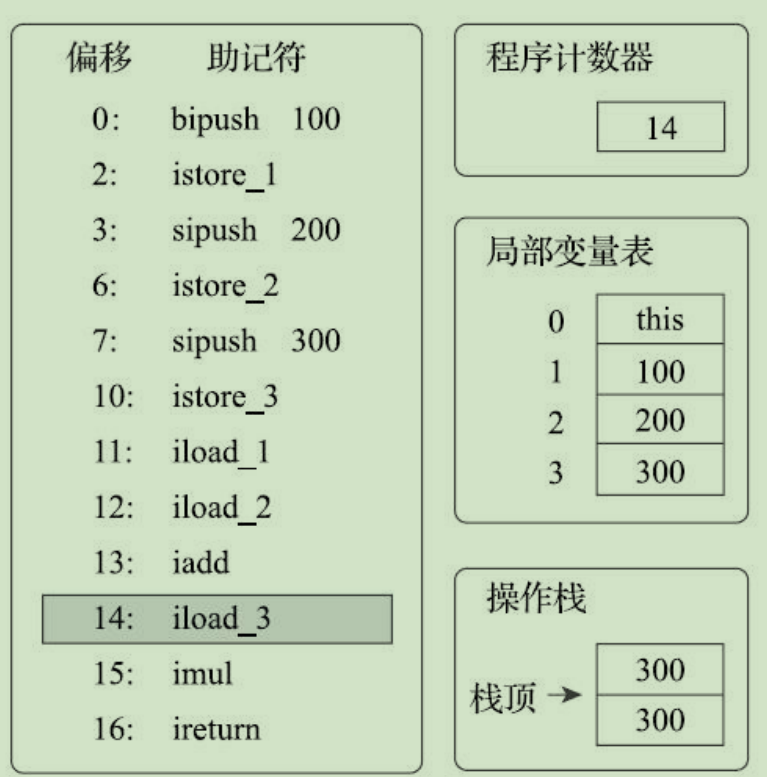 偏移 助记符
0: bipush 100
2: istore_1
3: sipush 200
6: istore_2
7: sipush 300
10: istore_3
11: iload_1
12: iload_2
13: iadd
14: iload_3
15: imul
16: ireturn
程序计数器
14
局部变量表
0 this
1 100
2 200
3 300
操作栈
300
栈顶
300